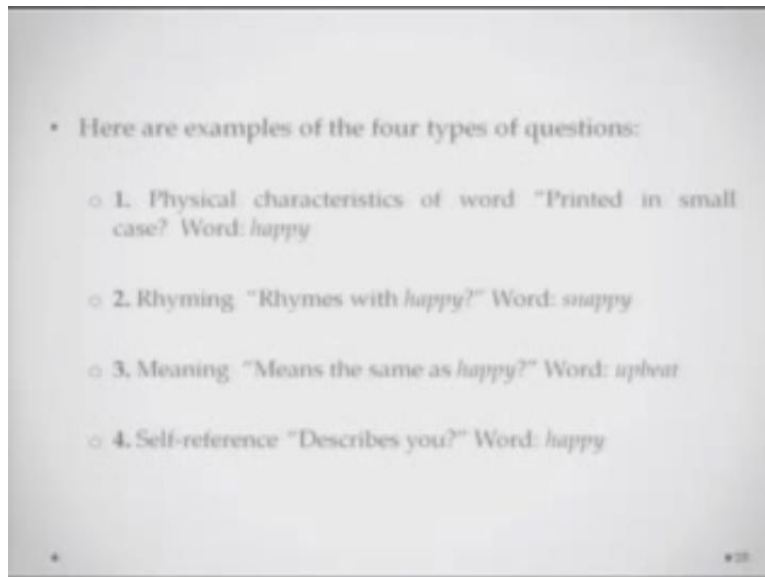 • Here are examples of the four types of questions:
o 1. Physical characteristics of word "Printed in small
case? Word: happy
o 2. Rhyming "Rhymes with happy?" Word: snappy
o 3. Meaning "Means the same as happy?" Word: upbeat
o 4. Self-reference "Describes you?" Word: happy